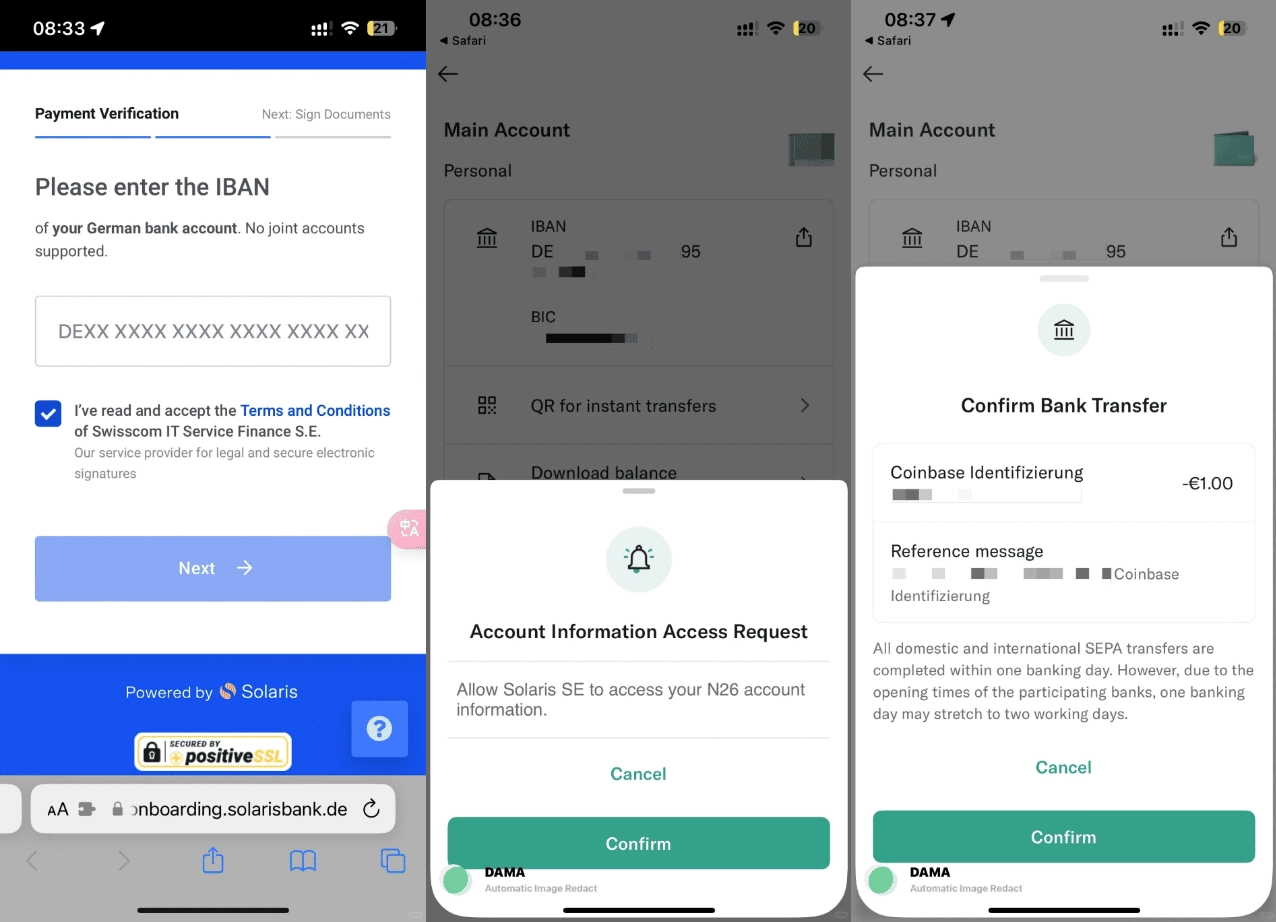 08:33
21
Payment Verification
Next: Sign Documents
Please enter the IBAN
of your German bank account. No joint accounts
supported.
DEXX XXXX XXXX XXXX XXXX XX
I've read and accept the Terms and Conditions
of Swisscom IT Service Finance S.E.
Our service provider for legal and secure electronic
signatures
中A
Next
Powered by Solaris
?
SECURED BY
positiveSSL
AA
onboarding.solarisbank.de
08:36
20
Safari
Main Account
Personal
IBAN
DE 95
BIC
QR for instant transfers
Download balance
Account Information Access Request
Allow Solaris SE to access your N26 account
information.
Cancel
Confirm
DAMA
Automatic Image Redact
08:37
20
Safari
Main Account
Personal
IBAN
DE 95
Confirm Bank Transfer
Coinbase Identifizierung
-€1.00
Reference message
Coinbase
Identifizierung
All domestic and international SEPA transfers are
completed within one banking day. However, due to the
opening times of the participating banks, one banking
day may stretch to two working days.
Cancel
Confirm
DAMA
Automatic Image Redact